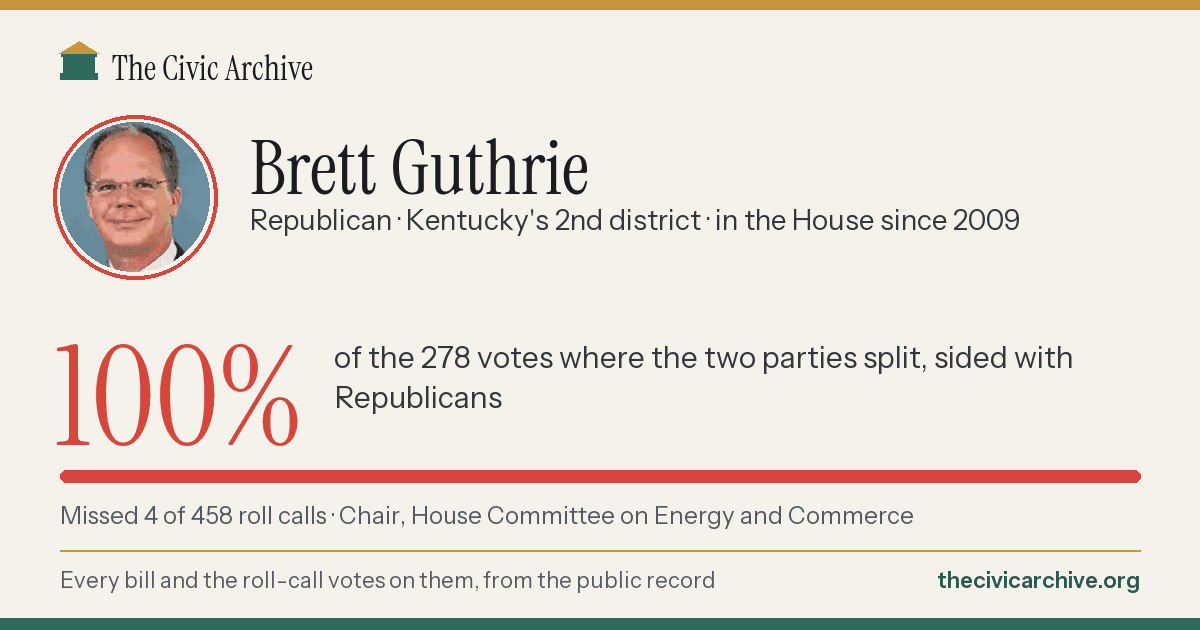 The Civic Archive
Brett Guthrie
Republican · Kentucky's 2nd district · in the House since 2009
100%
of the 278 votes where the two parties split, sided with
Republicans
Missed 4 of 458 roll calls · Chair, House Committee on Energy and Commerce
Every bill and the roll-call votes on them, from the public record
thecivicarchive.org